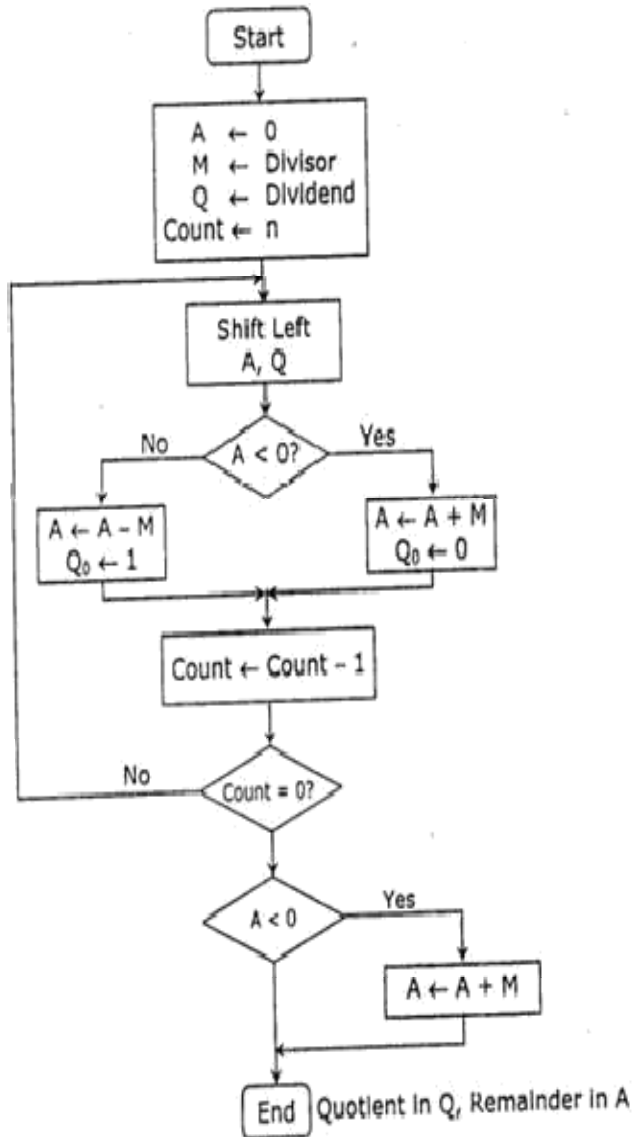 Start
A ← 0
M ← Divisor
Q ← Dividend
Count ← n
Shift Left
A, Q
No
A < 0?
Yes
A ← A – M
Q₀ ← 1
A ← A + M
Q₀ ← 0
Count ← Count – 1
No
Count = 0?
A < 0
Yes
A ← A + M
End
Quotient in Q, Remainder in A